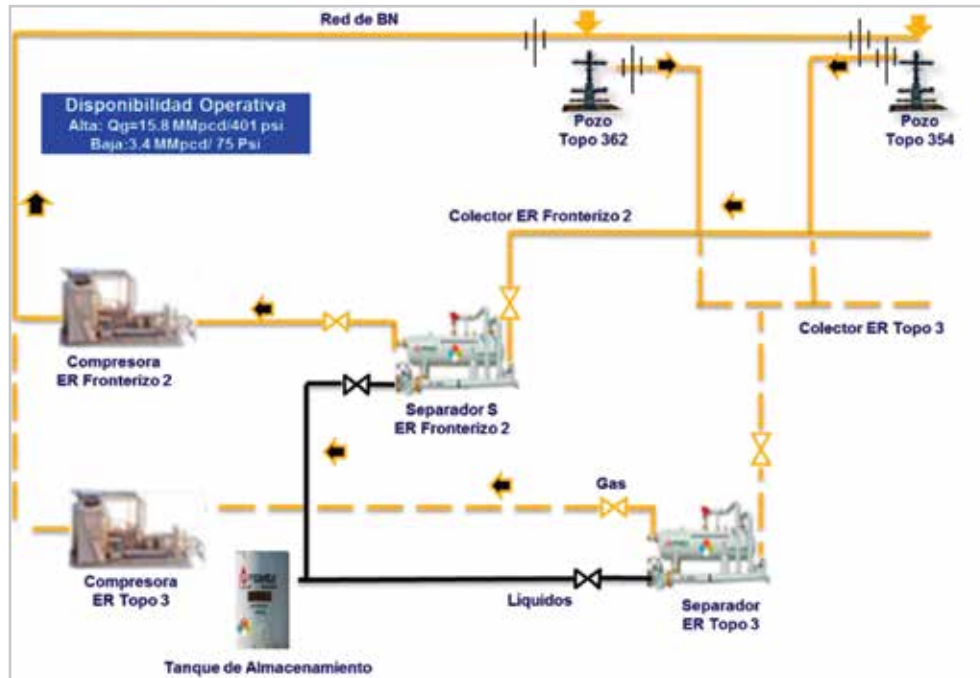 Red de BN
Disponibilidad Operativa
Alta: Qg=15.8 MMpcd/401 psi
Baja:3.4 MMpcd/ 75 Psi
Pozo
Topo 362
Pozo
Topo 354
Colector ER Fronterizo 2
Colector ER Topo 3
Compresora
ER Fronterizo 2
Separador S
ER Fronterizo 2
Gas
Compresora
ER Topo 3
Líquidos
Separador
ER Topo 3
Tanque de Almacenamiento